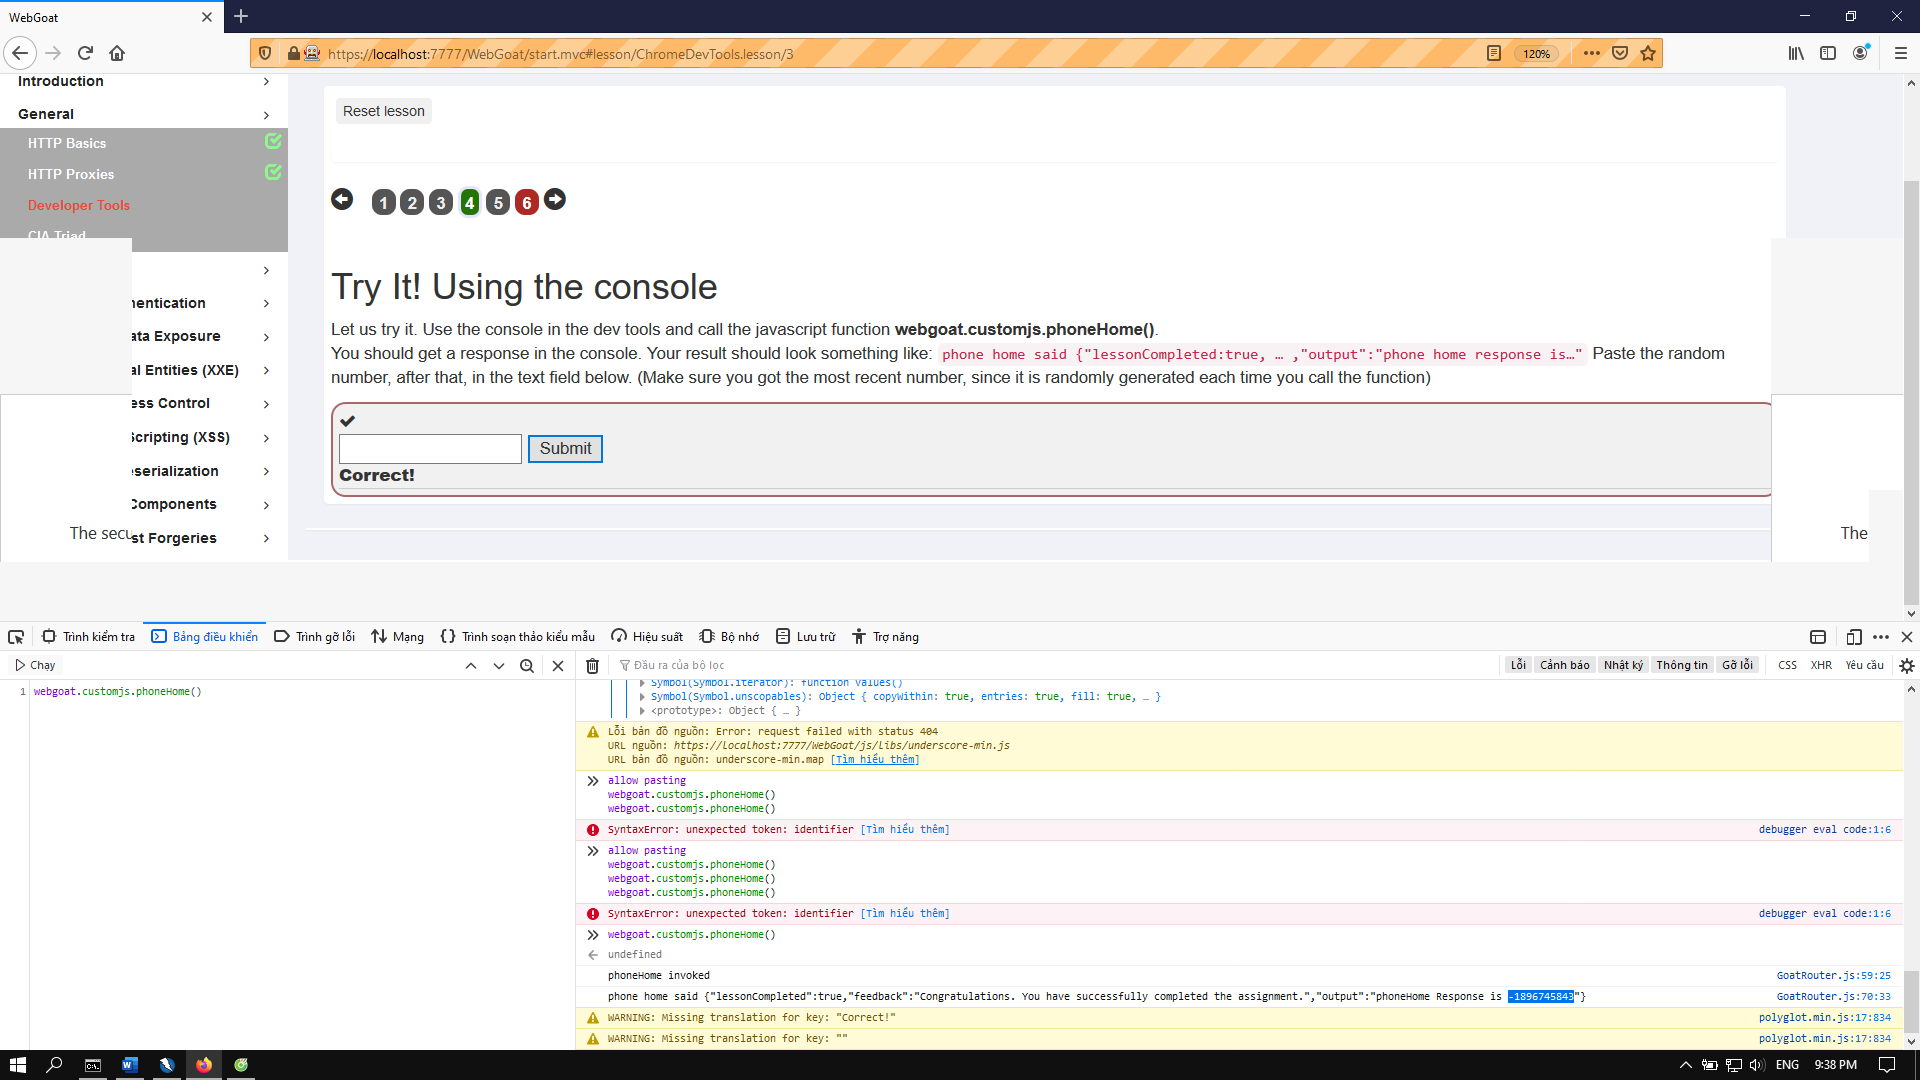 WebGoat
https://localhost:7777/WebGoat/start.mvc#lesson/ChromeDevTools.lesson/3
120%
Introduction
General
HTTP Basics
HTTP Proxies
Developer Tools
CIA Triad
entication
ata Exposure
al Entities (XXE)
ess Control
Scripting (XSS)
eserialization
Components
The secu
st Forgeries
Reset lesson
1 2 3 4 5 6
Try It! Using the console
Let us try it. Use the console in the dev tools and call the javascript function webgoat.customjs.phoneHome().
You should get a response in the console. Your result should look something like: phone home said {"lessonCompleted:true, … ,"output":"phone home response is…" Paste the random
number, after that, in the text field below. (Make sure you got the most recent number, since it is randomly generated each time you call the function)
Submit
Correct!
The
Trình kiểm tra Bảng điều khiển Trình gỡ lỗi Mạng Trình soạn thảo kiểu mẫu Hiệu suất Bộ nhớ Lưu trữ Trợ năng
Chạy
Đầu ra của bộ lọc
Lỗi Cảnh báo Nhật ký Thông tin Gỡ lỗi CSS XHR Yêu cầu
1 webgoat.customjs.phoneHome()
Symbol(Symbol.iterator): function values()
Symbol(Symbol.unscopables): Object { copyWithin: true, entries: true, fill: true, … }
<prototype>: Object { … }
Lỗi bản đồ nguồn: Error: request failed with status 404
URL nguồn: https://localhost:7777/WebGoat/js/libs/underscore-min.js
URL bản đồ nguồn: underscore-min.map [Tìm hiểu thêm]
allow pasting
webgoat.customjs.phoneHome()
webgoat.customjs.phoneHome()
SyntaxError: unexpected token: identifier [Tìm hiểu thêm] debugger eval code:1:6
allow pasting
webgoat.customjs.phoneHome()
webgoat.customjs.phoneHome()
webgoat.customjs.phoneHome()
SyntaxError: unexpected token: identifier [Tìm hiểu thêm] debugger eval code:1:6
webgoat.customjs.phoneHome()
undefined
phoneHome invoked GoatRouter.js:59:25
phone home said {"lessonCompleted":true,"feedback":"Congratulations. You have successfully completed the assignment.","output":"phoneHome Response is -1896745843"} GoatRouter.js:70:33
WARNING: Missing translation for key: "Correct!" polyglot.min.js:17:834
WARNING: Missing translation for key: "" polyglot.min.js:17:834
ENG 9:38 PM